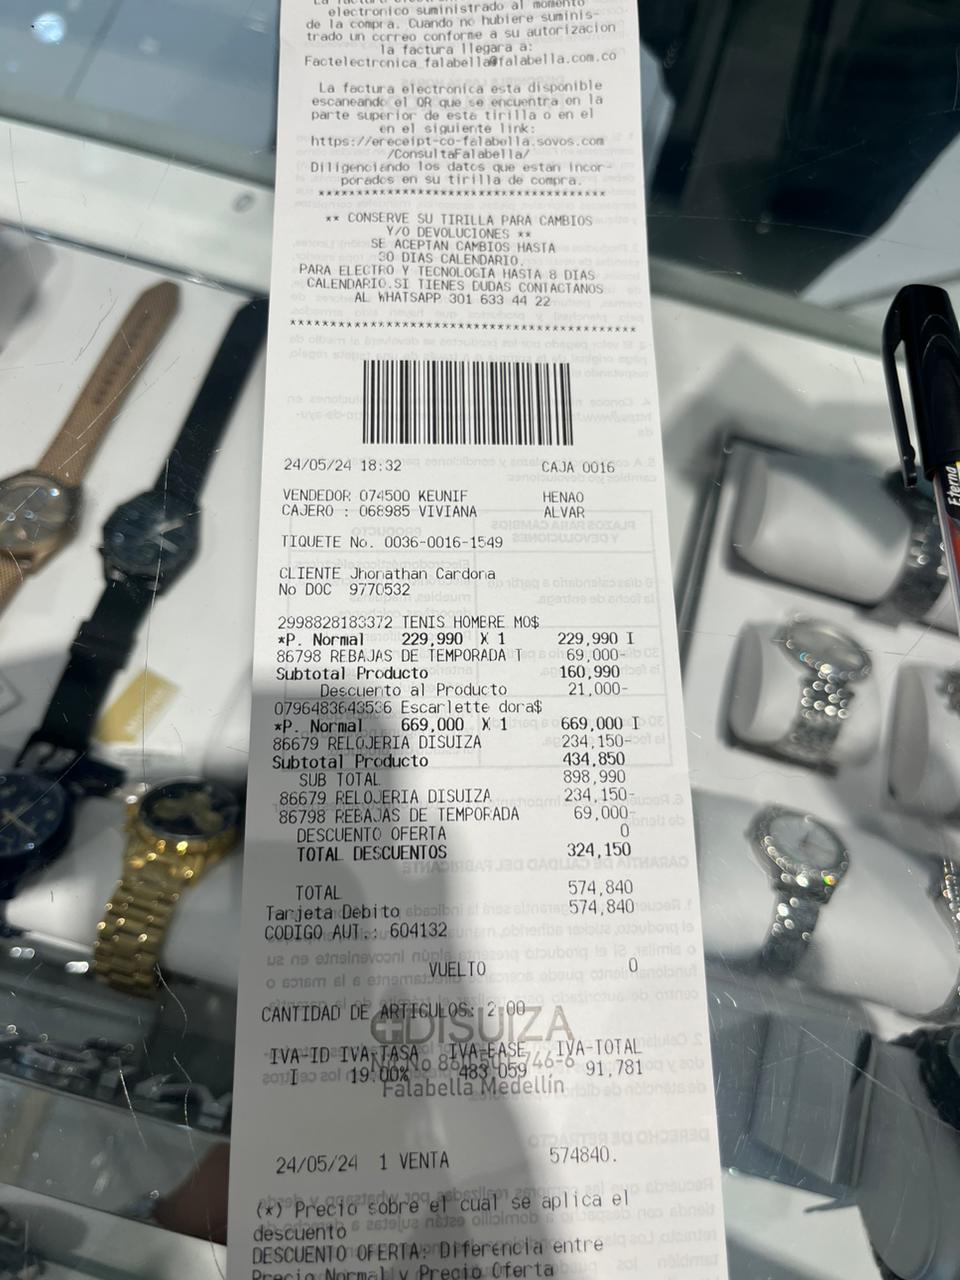 electronico suministrado al momento
de la compra. Cuando no hubiere suminis-
trado un correo conforme a su autorizacion
la factura llegara a:
Factelectronica_falabella@falabella.com.co
La factura electronica esta disponible
escaneando el QR que se encuentra en la
parte superior de esta tirilla o en el
en el siguiente link:
https://ereceipt-co-falabella.sovos.com
/ConsultaFalabella/
Diligenciando los datos que estan incor-
porados en su tirilla de compra.
****************************************
** CONSERVE SU TIRILLA PARA CAMBIOS
Y/O DEVOLUCIONES **
SE ACEPTAN CAMBIOS HASTA
30 DIAS CALENDARIO.
PARA ELECTRO Y TECNOLOGIA HASTA 8 DIAS
CALENDARIO.SI TIENES DUDAS CONTACTANOS
AL WHATSAPP 301 633 44 22
****************************************
24/05/24 18:32 CAJA 0016
VENDEDOR 074500 KEUNIF HENAO
CAJERO : 068985 VIVIANA ALVAR
TIQUETE No. 0036-0016-1549
CLIENTE Jhonathan Cardona
No DOC 9770532
2998828183372 TENIS HOMBRE MO$
*P. Normal 229,990 X 1 229,990 I
86798 REBAJAS DE TEMPORADA T 69,000-
Subtotal Producto 160,990
Descuento al Producto 21,000-
0796483643536 Escarlette dora$
*P. Normal 669,000 X 1 669,000 I
86679 RELOJERIA DISUIZA 234,150-
Subtotal Producto 434,850
SUB TOTAL 898,990
86679 RELOJERIA DISUIZA 234,150-
86798 REBAJAS DE TEMPORADA 69,000-
DESCUENTO OFERTA 0
TOTAL DESCUENTOS 324,150
TOTAL 574,840
Tarjeta Debito 574,840
CODIGO AUT.: 604132
VUELTO 0
CANTIDAD DE ARTICULOS: 2.00
DISUIZA
IVA-ID IVA-TASA IVA-BASE IVA-TOTAL
I 19.00% 483,059 91,781
Falabella Medellín
24/05/24 1 VENTA 574840.
(*) Precio sobre el cual se aplica el
descuento
DESCUENTO OFERTA: Diferencia entre
Precio Normal y Precio Oferta
Eterna